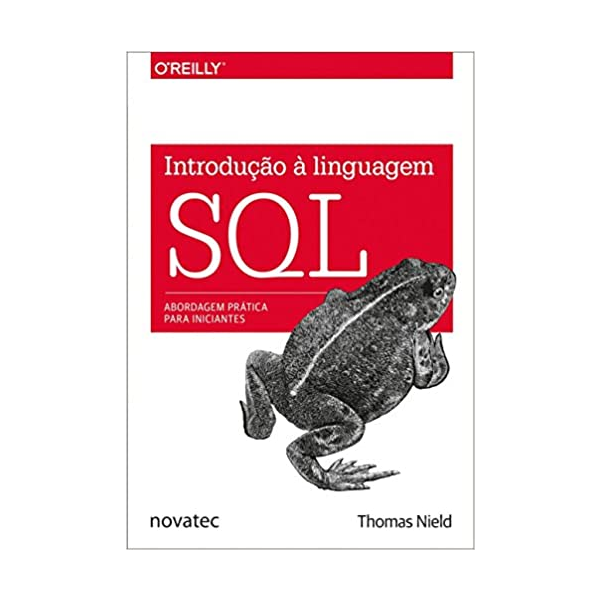 O'REILLY®
Introdução à linguagem
SQL
ABORDAGEM PRÁTICA
PARA INICIANTES
novatec
Thomas Nield